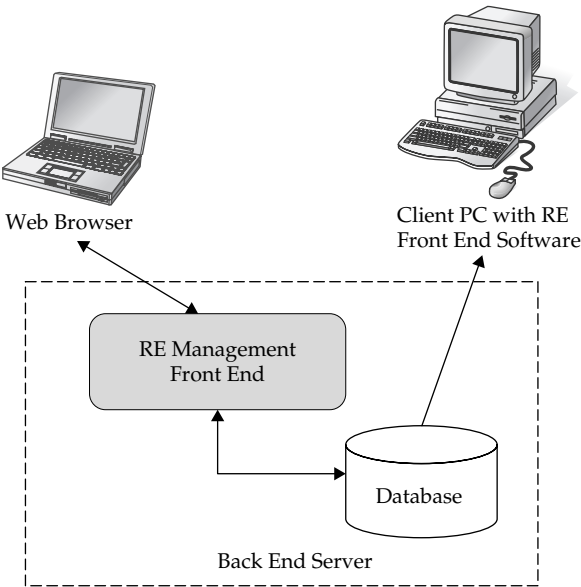 Web Browser
Client PC with RE
Front End Software
RE Management
Front End
Database
Back End Server